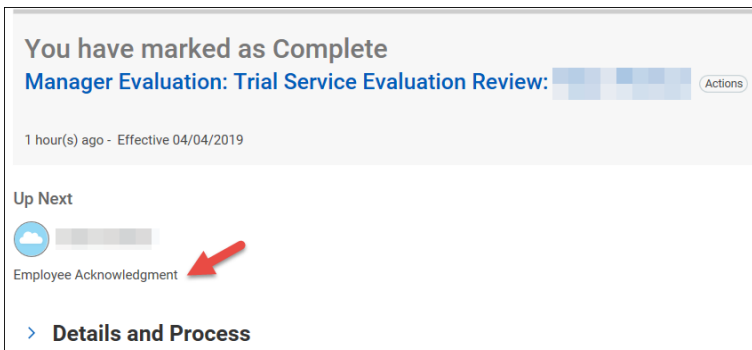 You have marked as Complete
Manager Evaluation: Trial Service Evaluation Review:
Actions
1 hour(s) ago - Effective 04/04/2019
Up Next
Employee Acknowledgment
Details and Process